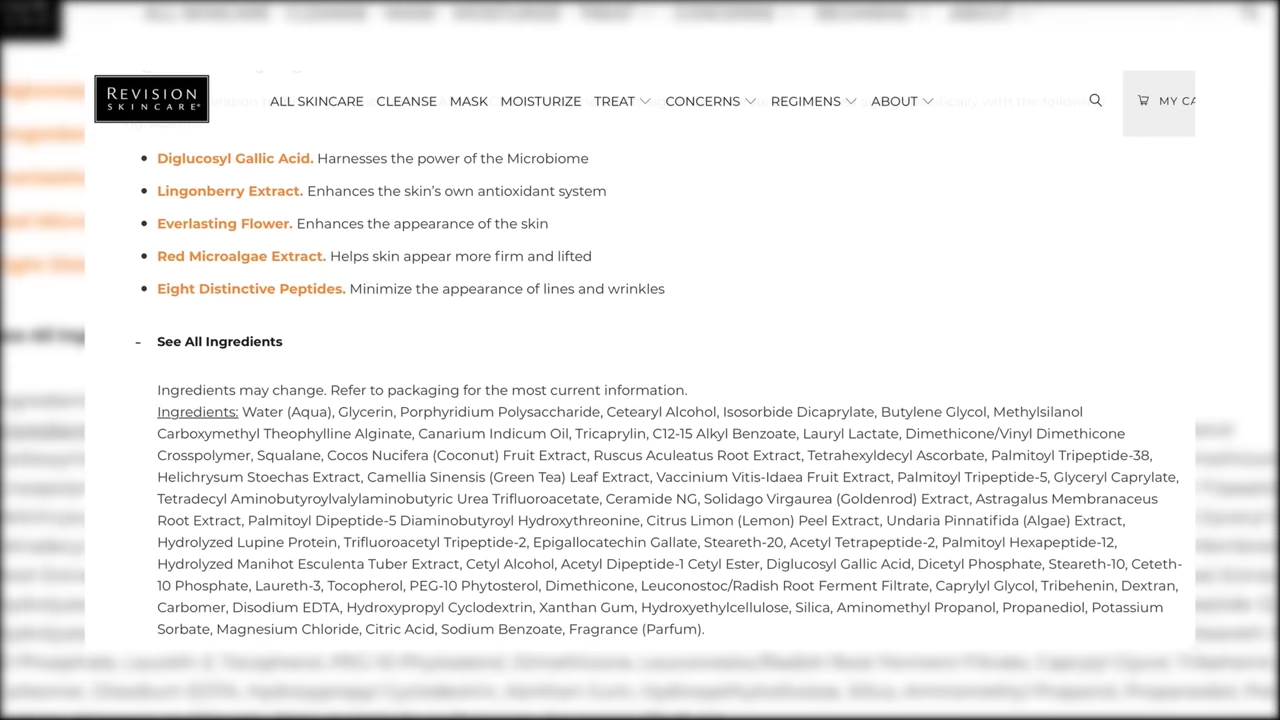 REVISION
SKINCARE®
ALL SKINCARE CLEANSE MASK MOISTURIZE TREAT CONCERNS REGIMENS ABOUT
MY CA
• Diglucosyl Gallic Acid. Harnesses the power of the Microbiome
• Lingonberry Extract. Enhances the skin’s own antioxidant system
• Everlasting Flower. Enhances the appearance of the skin
• Red Microalgae Extract. Helps skin appear more firm and lifted
• Eight Distinctive Peptides. Minimize the appearance of lines and wrinkles
– See All Ingredients
Ingredients may change. Refer to packaging for the most current information.
Ingredients: Water (Aqua), Glycerin, Porphyridium Polysaccharide, Cetearyl Alcohol, Isosorbide Dicaprylate, Butylene Glycol, Methylsilanol
Carboxymethyl Theophylline Alginate, Canarium Indicum Oil, Tricaprylin, C12-15 Alkyl Benzoate, Lauryl Lactate, Dimethicone/Vinyl Dimethicone
Crosspolymer, Squalane, Cocos Nucifera (Coconut) Fruit Extract, Ruscus Aculeatus Root Extract, Tetrahexyldecyl Ascorbate, Palmitoyl Tripeptide-38,
Helichrysum Stoechas Extract, Camellia Sinensis (Green Tea) Leaf Extract, Vaccinium Vitis-Idaea Fruit Extract, Palmitoyl Tripeptide-5, Glyceryl Caprylate,
Tetradecyl Aminobutyroylvalylaminobutyric Urea Trifluoroacetate, Ceramide NG, Solidago Virgaurea (Goldenrod) Extract, Astragalus Membranaceus
Root Extract, Palmitoyl Dipeptide-5 Diaminobutyroyl Hydroxythreonine, Citrus Limon (Lemon) Peel Extract, Undaria Pinnatifida (Algae) Extract,
Hydrolyzed Lupine Protein, Trifluoroacetyl Tripeptide-2, Epigallocatechin Gallate, Steareth-20, Acetyl Tetrapeptide-2, Palmitoyl Hexapeptide-12,
Hydrolyzed Manihot Esculenta Tuber Extract, Cetyl Alcohol, Acetyl Dipeptide-1 Cetyl Ester, Diglucosyl Gallic Acid, Dicetyl Phosphate, Steareth-10, Ceteth-
10 Phosphate, Laureth-3, Tocopherol, PEG-10 Phytosterol, Dimethicone, Leuconostoc/Radish Root Ferment Filtrate, Caprylyl Glycol, Tribehenin, Dextran,
Carbomer, Disodium EDTA, Hydroxypropyl Cyclodextrin, Xanthan Gum, Hydroxyethylcellulose, Silica, Aminomethyl Propanol, Propanediol, Potassium
Sorbate, Magnesium Chloride, Citric Acid, Sodium Benzoate, Fragrance (Parfum).